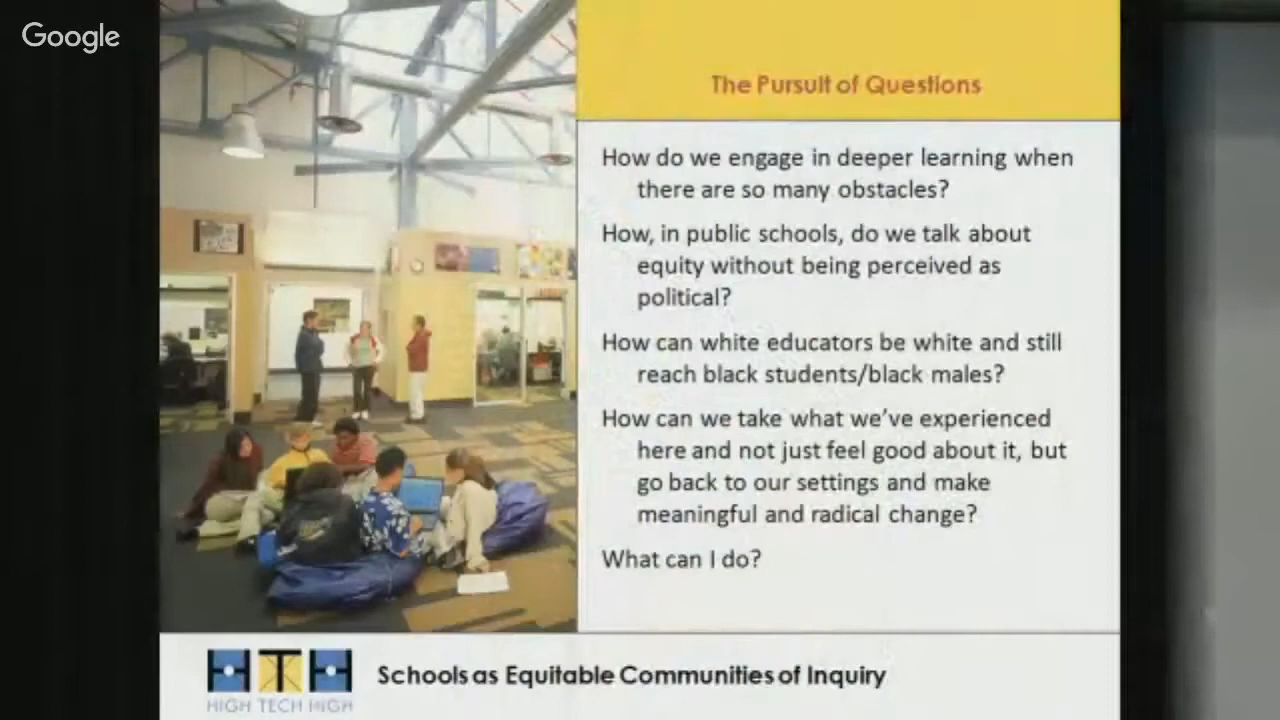 Google
The Pursuit of Questions
How do we engage in deeper learning when
there are so many obstacles?
How, in public schools, do we talk about
equity without being perceived as
political?
How can white educators be white and still
reach black students/black males?
How can we take what we've experienced
here and not just feel good about it, but
go back to our settings and make
meaningful and radical change?
What can I do?
HTH
HIGH TECH HIGH
Schools as Equitable Communities of Inquiry